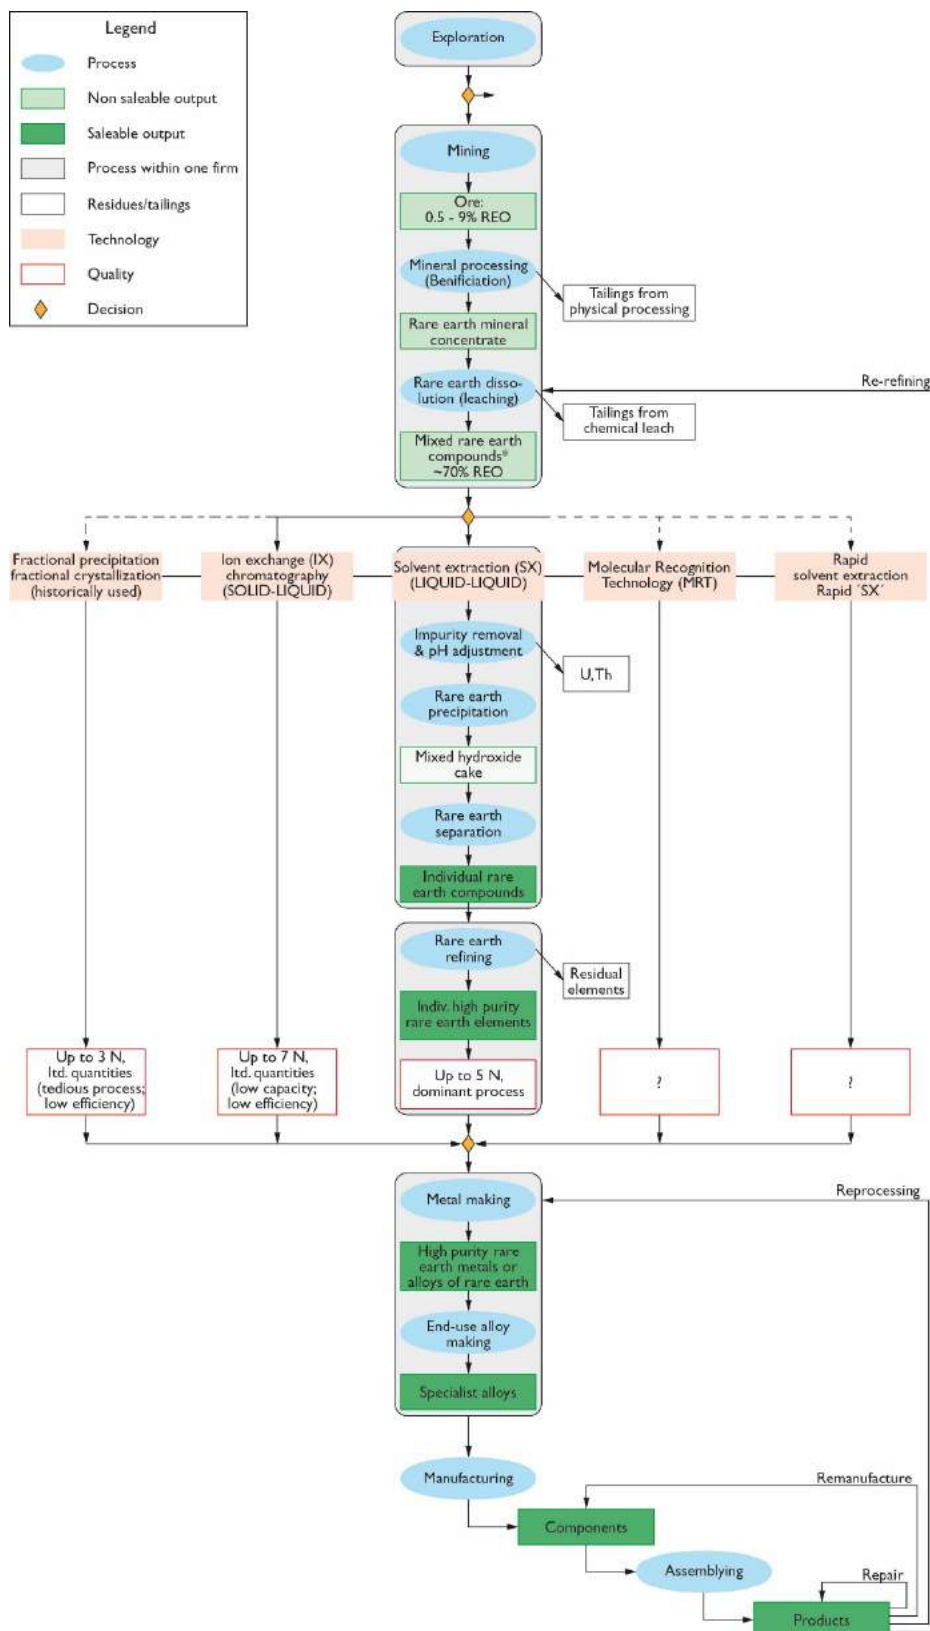 Legend
Process
Non saleable output
Saleable output
Process within one firm
Residues/tailings
Technology
Quality
Decision
Exploration
Mining
Ore:
0.5 - 9% REO
Mineral processing
(Benificiation)
Tailings from
physical processing
Rare earth mineral
concentrate
Rare earth disso-
lution (leaching)
Re-refining
Tailings from
chemical leach
Mixed rare earth
compounds*
~70% REO
Fractional precipitation
fractional crystallization
(historically used)
Ion exchange (IX)
chromatography
(SOLID-LIQUID)
Solvent extraction (SX)
(LIQUID-LIQUID)
Molecular Recognition
Technology (MRT)
Rapid
solvent extraction
Rapid ´SX´
Impurity removal
& pH adjustment
U,Th
Rare earth
precipitation
Mixed hydroxide
cake
Rare earth
separation
Individual rare
earth compounds
Rare earth
refining
Residual
elements
Indiv. high purity
rare earth elements
Up to 3 N,
ltd. quantities
(tedious process;
low efficiency)
Up to 7 N,
ltd. quantities
(low capacity;
low efficiency)
Up to 5 N,
dominant process
?
?
Metal making
Reprocessing
High purity rare
earth metals or
alloys of rare earth
End-use alloy
making
Specialist alloys
Manufacturing
Remanufacture
Components
Assemblying
Repair
Products